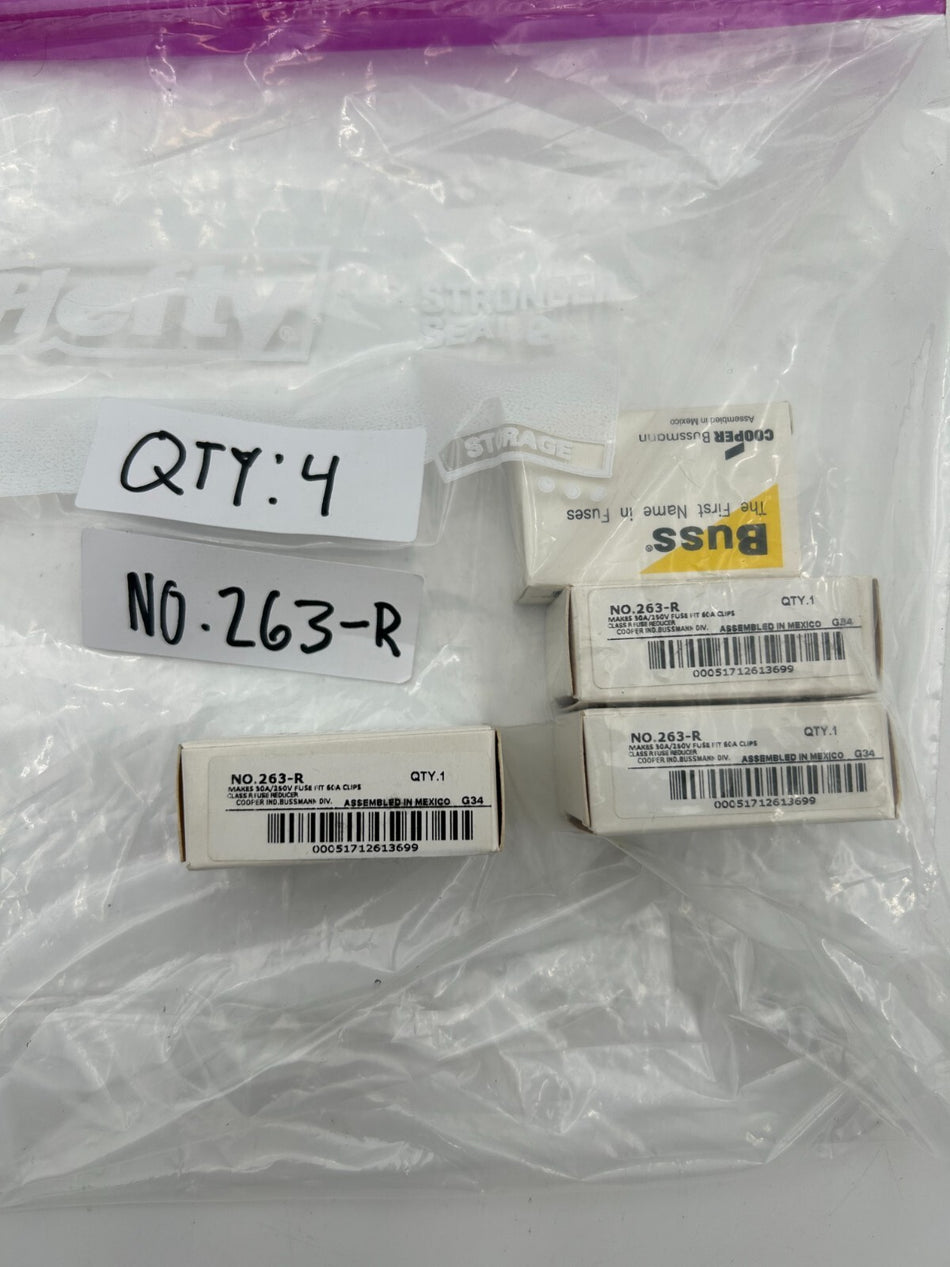 Hefty®
STRONGER
SEAL
STORAGE
QTY:4
NO.263-R
Assembled in Mexico
COOPER Bussmann
The First Name in Fuses
Buss®
NO.263-R QTY.1
MAKES 30A/250V FUSE FIT 60A CLIPS
CLASS R FUSE REDUCER
COOPER IND.BUSSMANN DIV. ASSEMBLED IN MEXICO G34
00051712613699
NO.263-R QTY.1
MAKES 30A/250V FUSE FIT 60A CLIPS
CLASS R FUSE REDUCER
COOPER IND.BUSSMANN DIV. ASSEMBLED IN MEXICO G34
00051712613699
NO.263-R QTY.1
MAKES 30A/250V FUSE FIT 60A CLIPS
CLASS R FUSE REDUCER
COOPER IND.BUSSMANN DIV. ASSEMBLED IN MEXICO G34
00051712613699